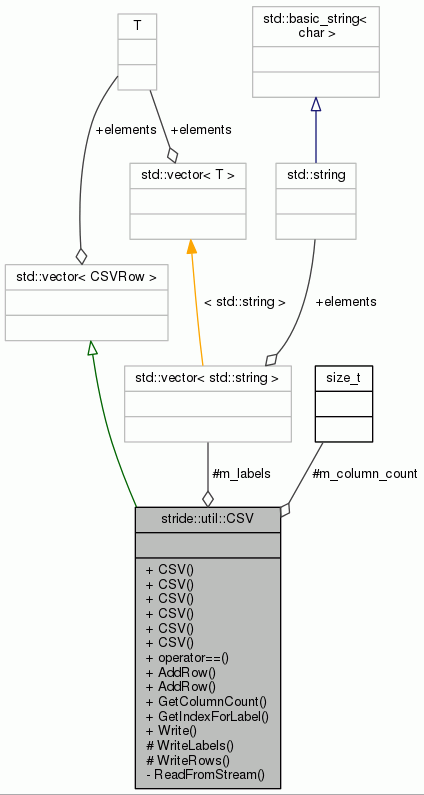 T
std::basic_string<
char >
+elements
+elements
std::vector< T >
std::string
std::vector< CSVRow >
< std::string >
+elements
std::vector< std::string >
size_t
#m_labels
#m_column_count
stride::util::CSV
+ CSV()
+ CSV()
+ CSV()
+ CSV()
+ CSV()
+ CSV()
+ operator==()
+ AddRow()
+ AddRow()
+ GetColumnCount()
+ GetIndexForLabel()
+ Write()
# WriteLabels()
# WriteRows()
- ReadFromStream()